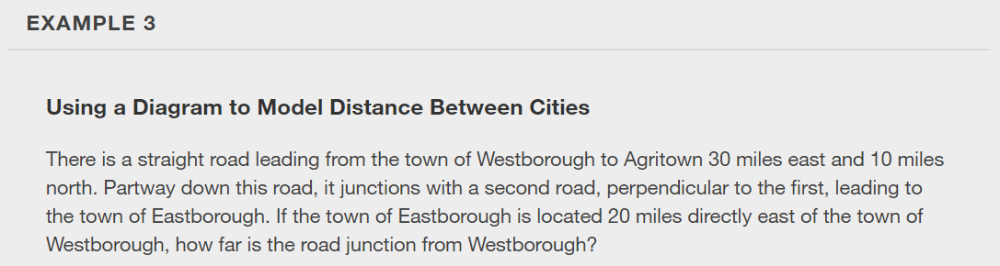 EXAMPLE 3
Using a Diagram to Model Distance Between Cities
There is a straight road leading from the town of Westborough to Agritown 30 miles east and 10 miles
north. Partway down this road, it junctions with a second road, perpendicular to the first, leading to
the town of Eastborough. If the town of Eastborough is located 20 miles directly east of the town of
Westborough, how far is the road junction from Westborough?